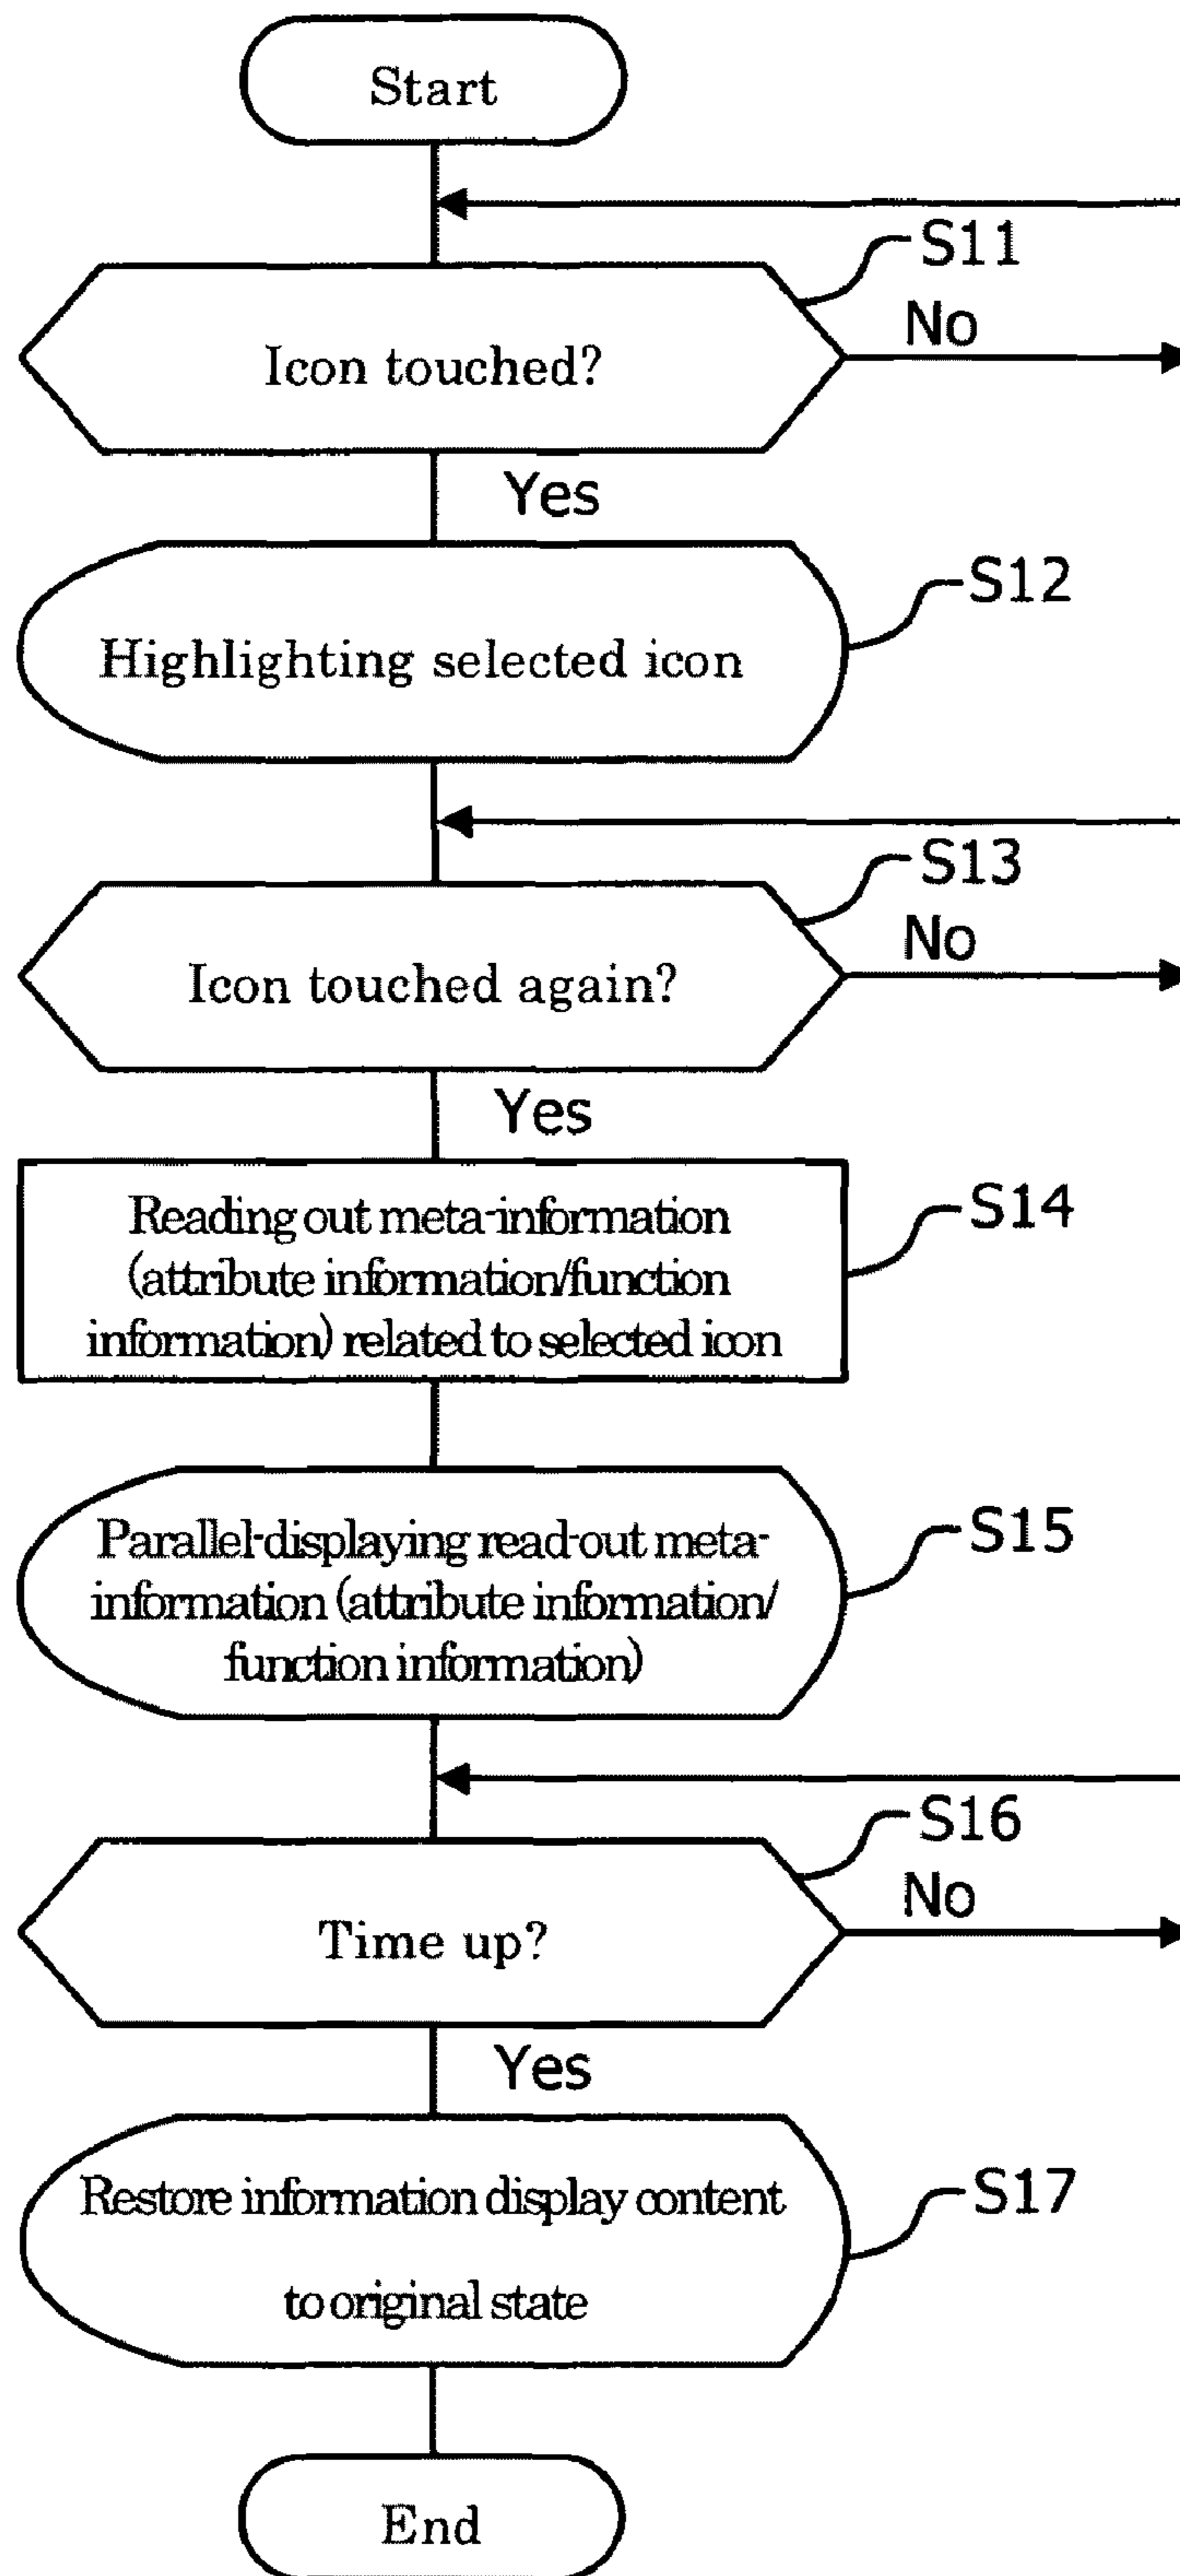 Start
S11
No
Icon touched?
Yes
S12
Highlighting selected icon
S13
No
Icon touched again?
Yes
S14
Reading out meta-information
(attribute information/function
information) related to selected icon
S15
Parallel-displaying read-out meta-
information (attribute information/
function information)
S16
No
Time up?
Yes
S17
Restore information display content
to original state
End